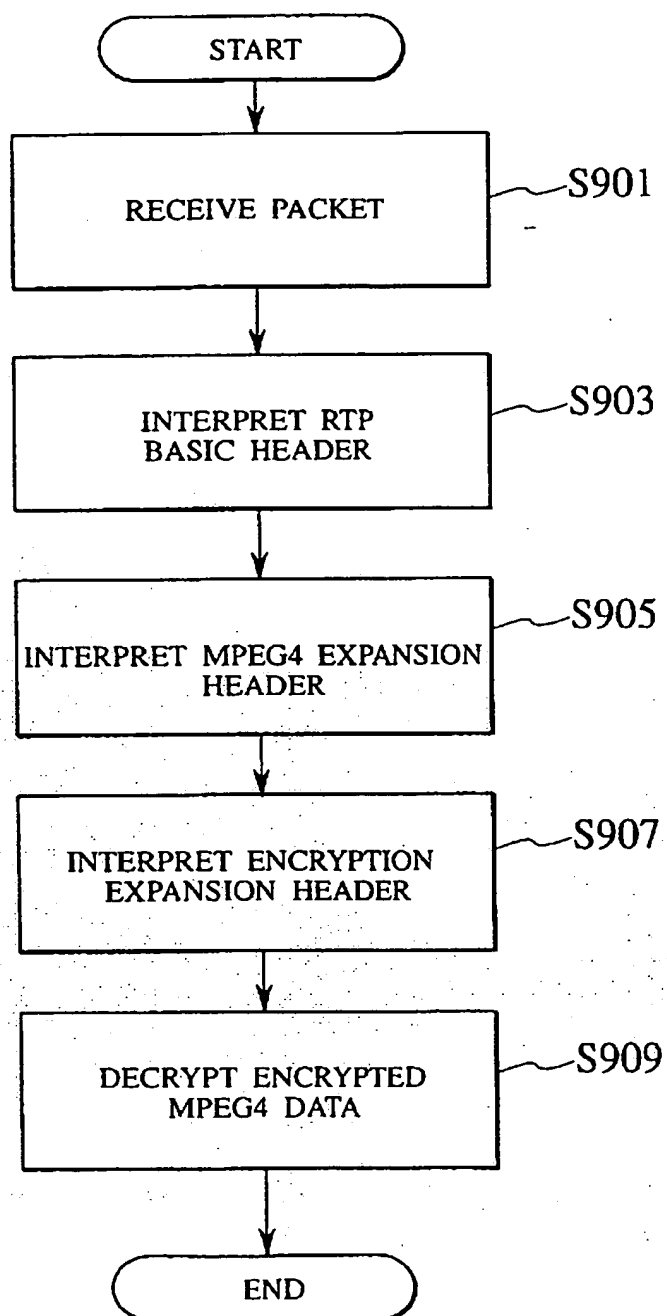 START
RECEIVE PACKET
S901
INTERPRET RTP
BASIC HEADER
S903
INTERPRET MPEG4 EXPANSION
HEADER
S905
INTERPRET ENCRYPTION
EXPANSION HEADER
S907
DECRYPT ENCRYPTED
MPEG4 DATA
S909
END